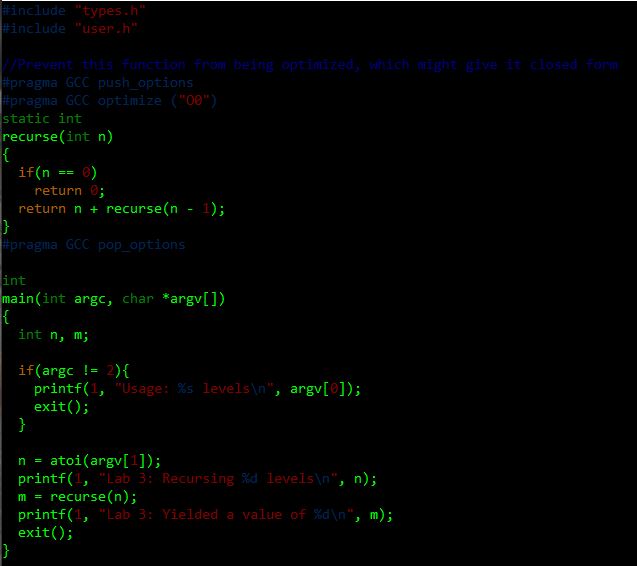 #include "types.h"
#include "user.h"

//Prevent this function from being optimized, which might give it closed form
#pragma GCC push_options
#pragma GCC optimize ("O0")
static int
recurse(int n)
{
  if(n == 0)
    return 0;
  return n + recurse(n - 1);
}
#pragma GCC pop_options

int
main(int argc, char *argv[])
{
  int n, m;

  if(argc != 2){
    printf(1, "Usage: %s levels\n", argv[0]);
    exit();
  }

  n = atoi(argv[1]);
  printf(1, "Lab 3: Recursing %d levels\n", n);
  m = recurse(n);
  printf(1, "Lab 3: Yielded a value of %d\n", m);
  exit();
}